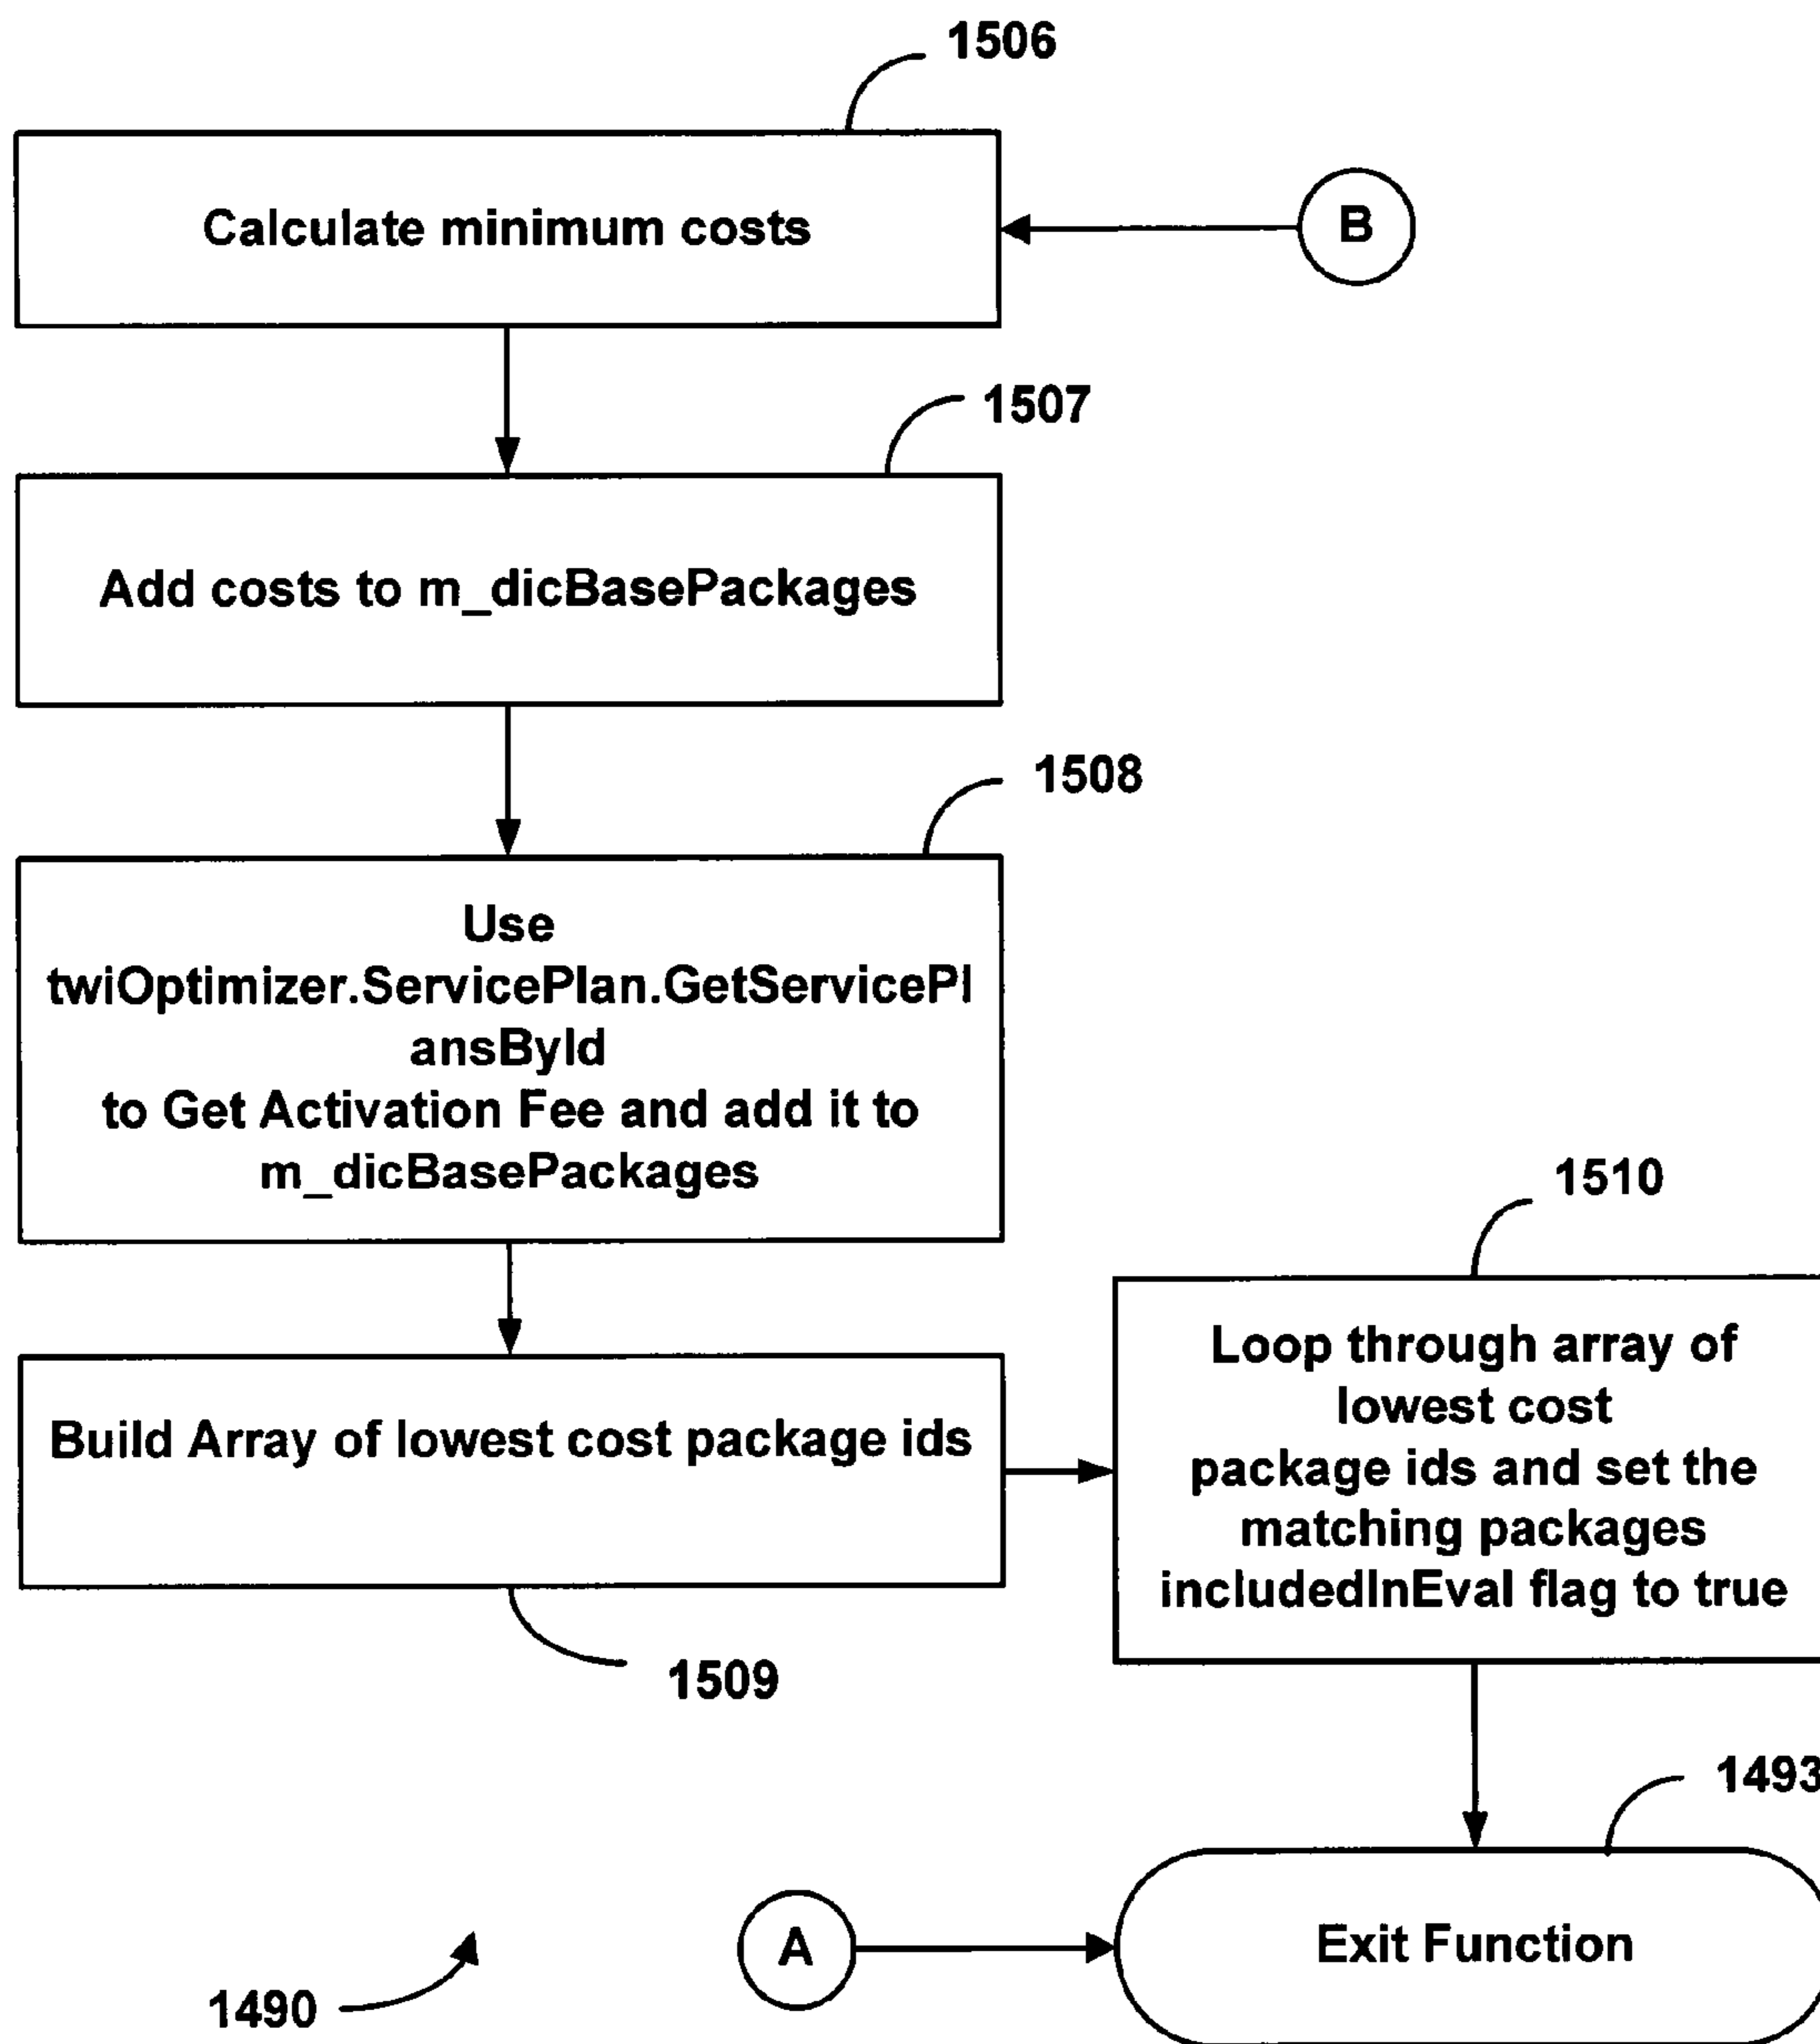 1506
Calculate minimum costs
B
1507
Add costs to m_dicBasePackages
1508
Use
twiOptimizer.ServicePlan.GetServicePl
ansById
to Get Activation Fee and add it to
m_dicBasePackages
1509
Build Array of lowest cost package ids
1510
Loop through array of
lowest cost
package ids and set the
matching packages
includedInEval flag to true
1493
A
Exit Function
1490